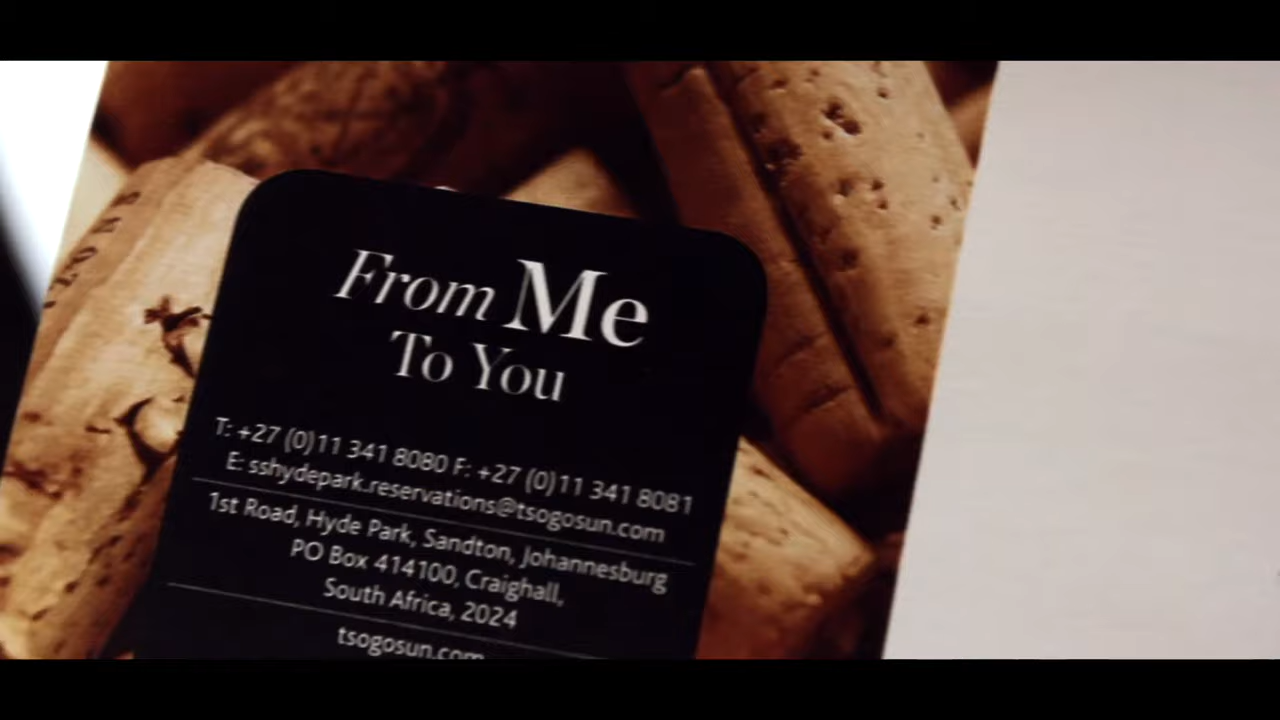 From Me
To You
T: +27 (0)11 341 8080 F: +27 (0)11 341 8081
E: sshydepark.reservations@tsogosun.com
1st Road, Hyde Park, Sandton, Johannesburg
PO Box 414100, Craighall,
South Africa, 2024
tsogosun.com